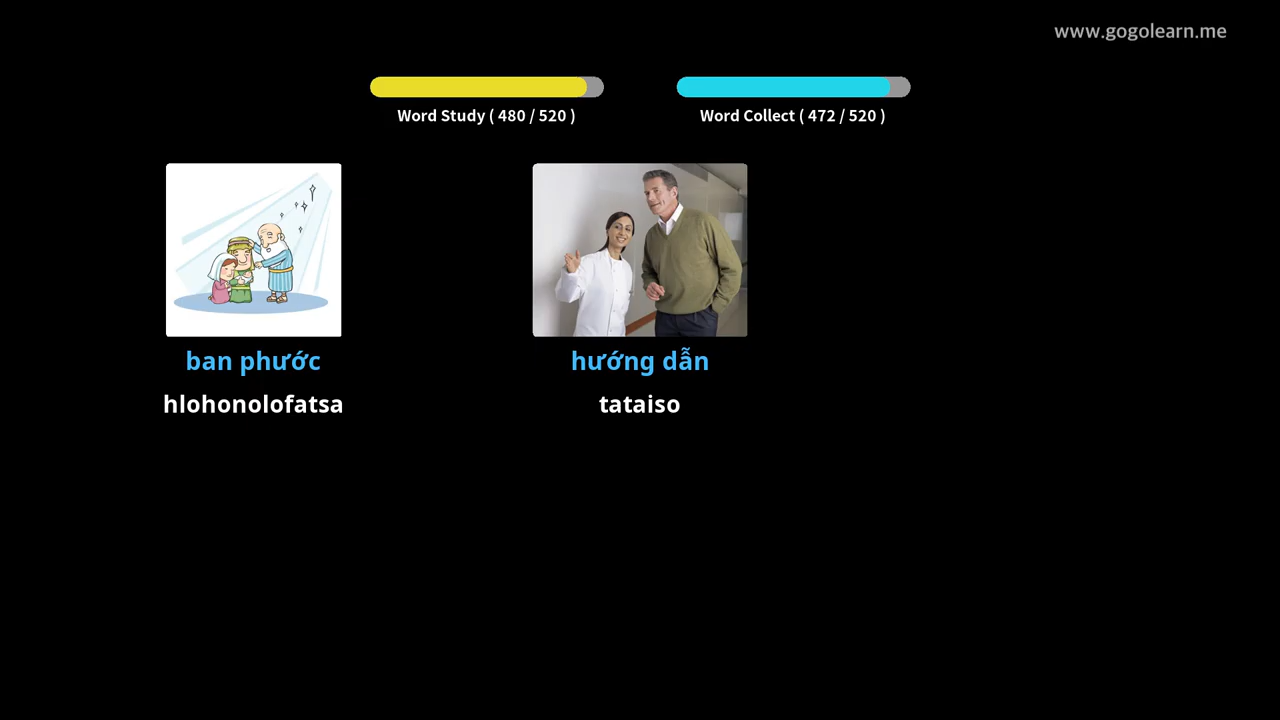 www.gogolearn.me
Word Study ( 480 / 520 )
Word Collect ( 472 / 520 )
ban phước
hướng dẫn
hlohonolofatsa
tataiso